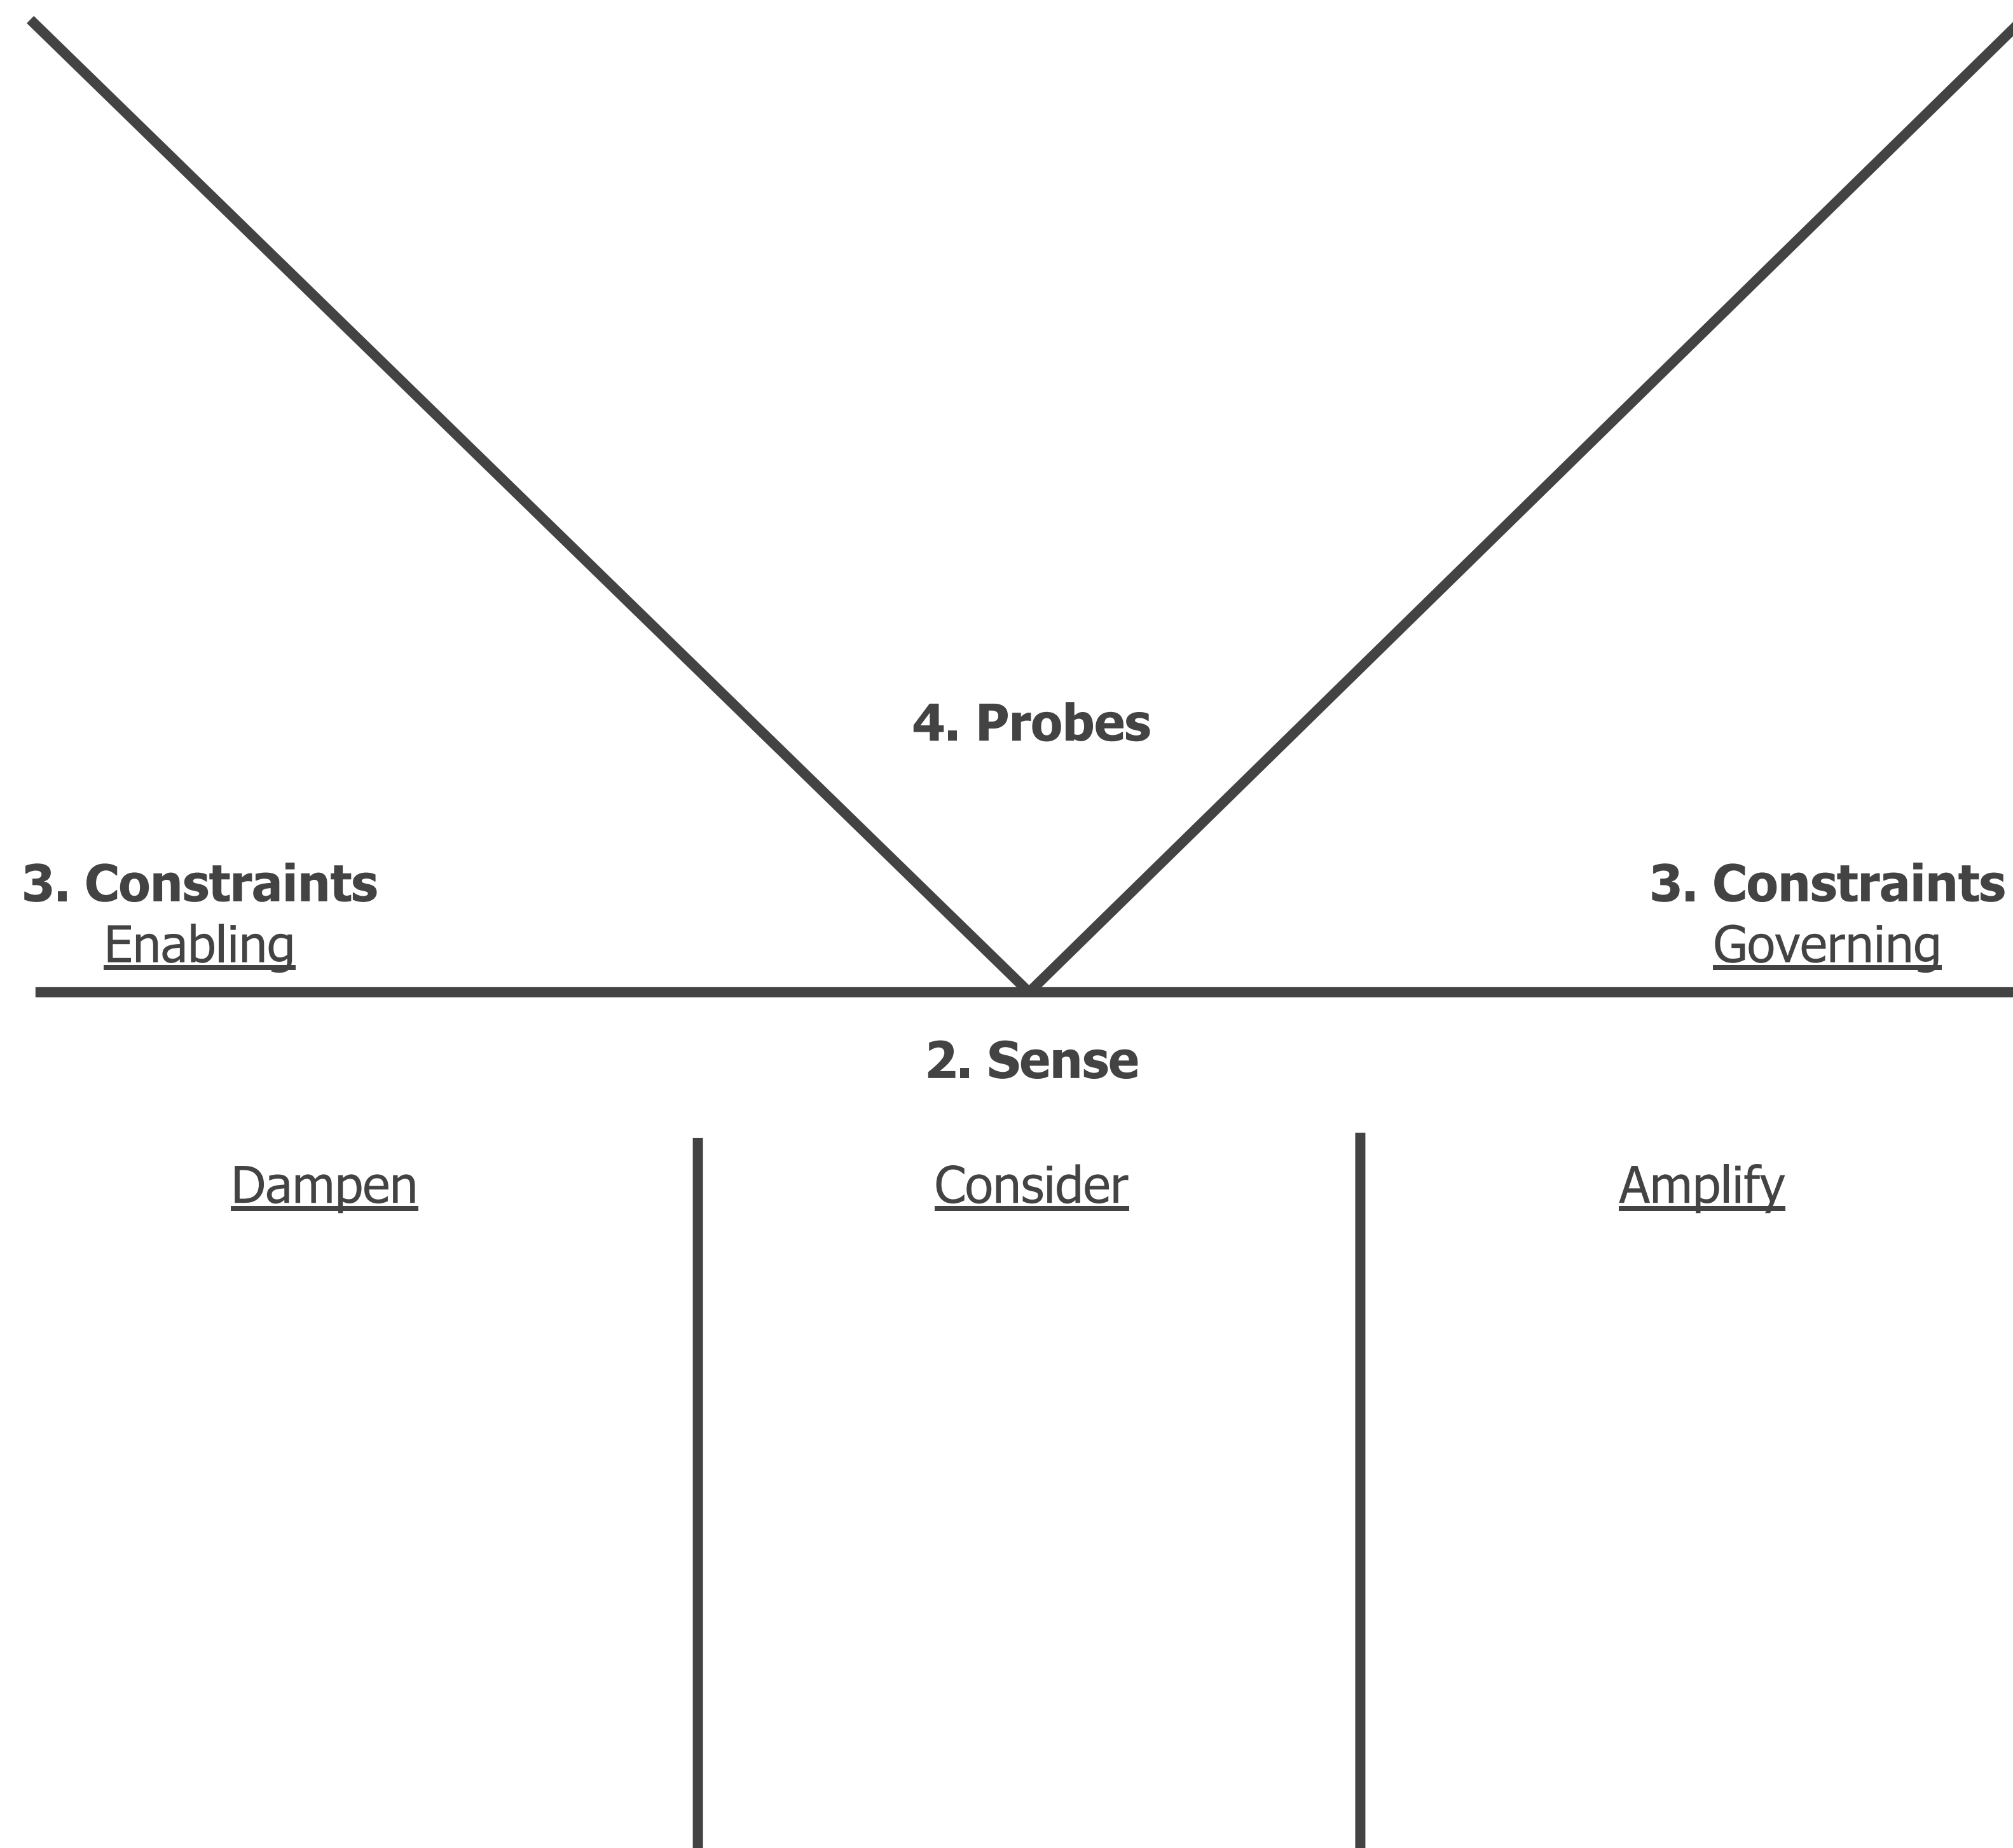 4. Probes
3. Constraints
Enabling
3. Constraints
Governing
2. Sense
Dampen
Consider
Amplify